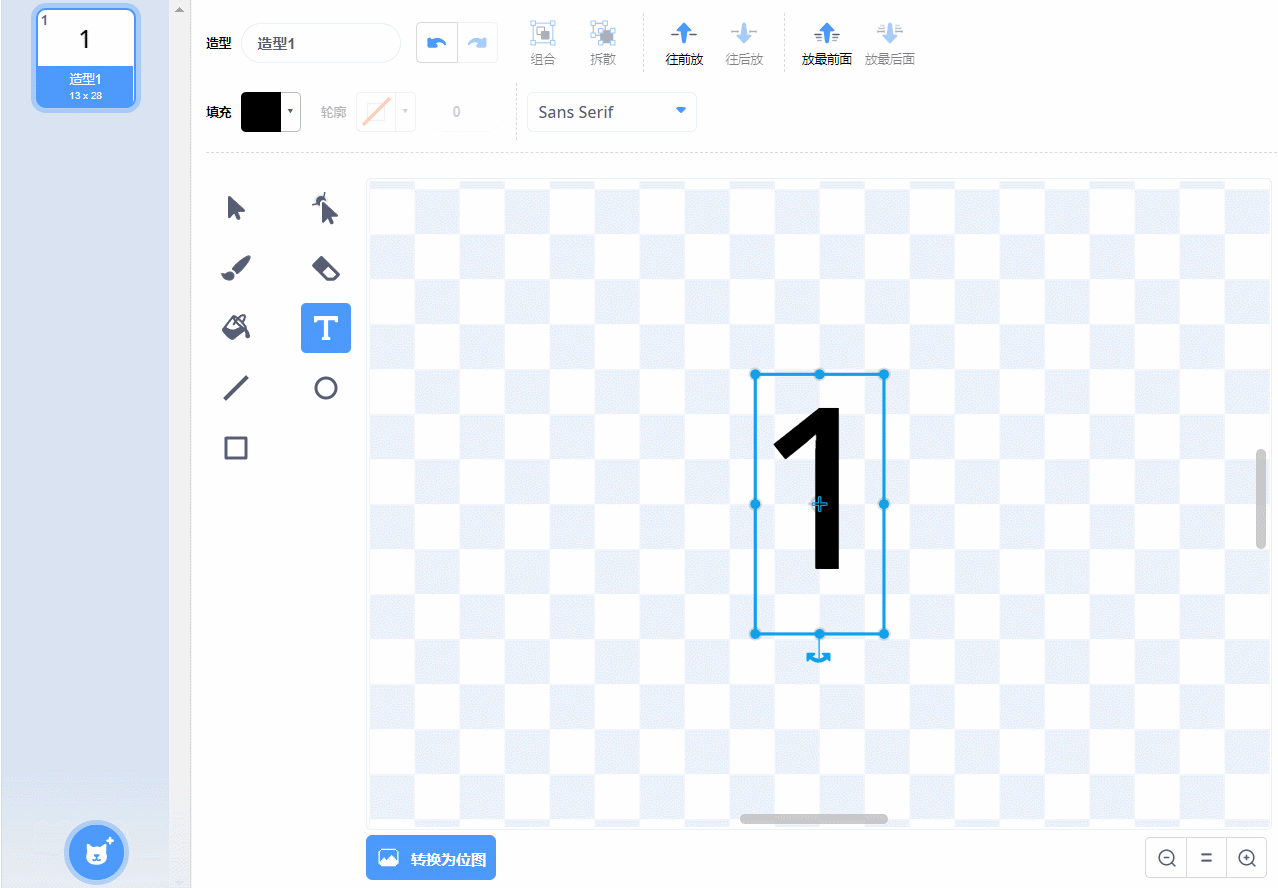 1
1
造型1
13 x 28
造型
造型1
组合
拆散
往前放
往后放
放最前面
放最后面
填充
轮廓
0
Sans Serif
T
1
转换为位图